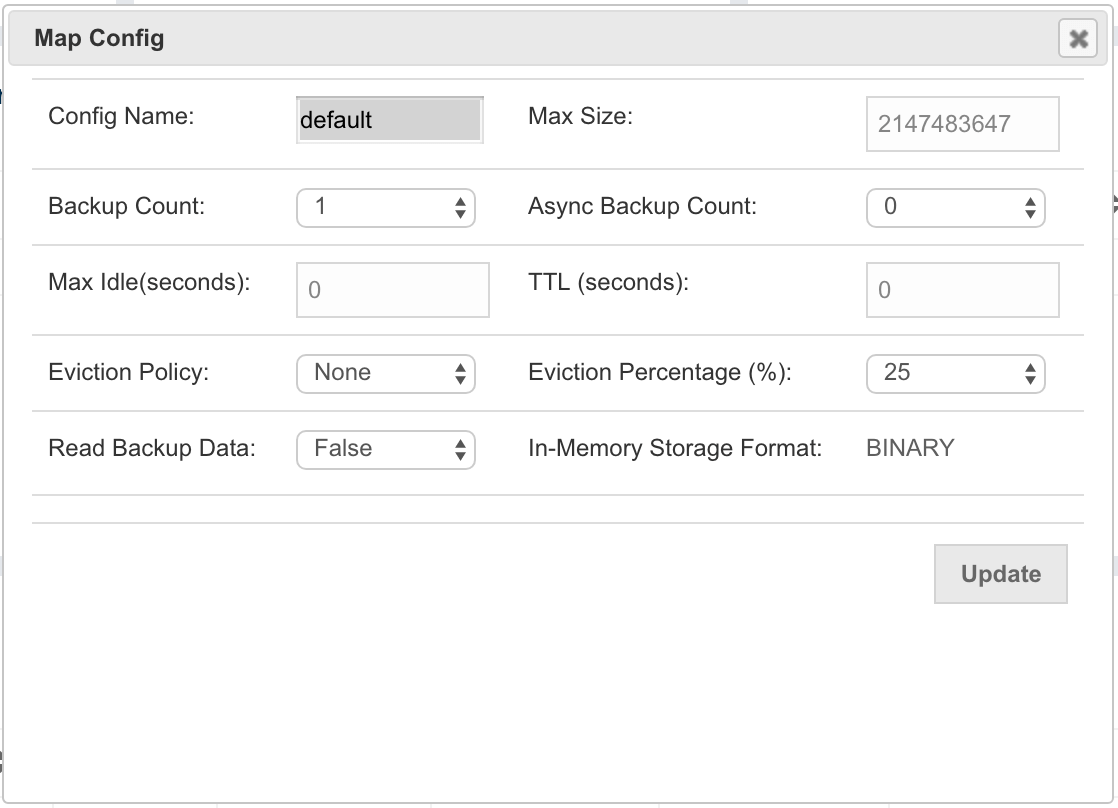 Map Config
Config Name: default Max Size: 2147483647
Backup Count: 1 Async Backup Count: 0
Max Idle(seconds): 0 TTL (seconds): 0
Eviction Policy: None Eviction Percentage (%): 25
Read Backup Data: False In-Memory Storage Format: BINARY
Update